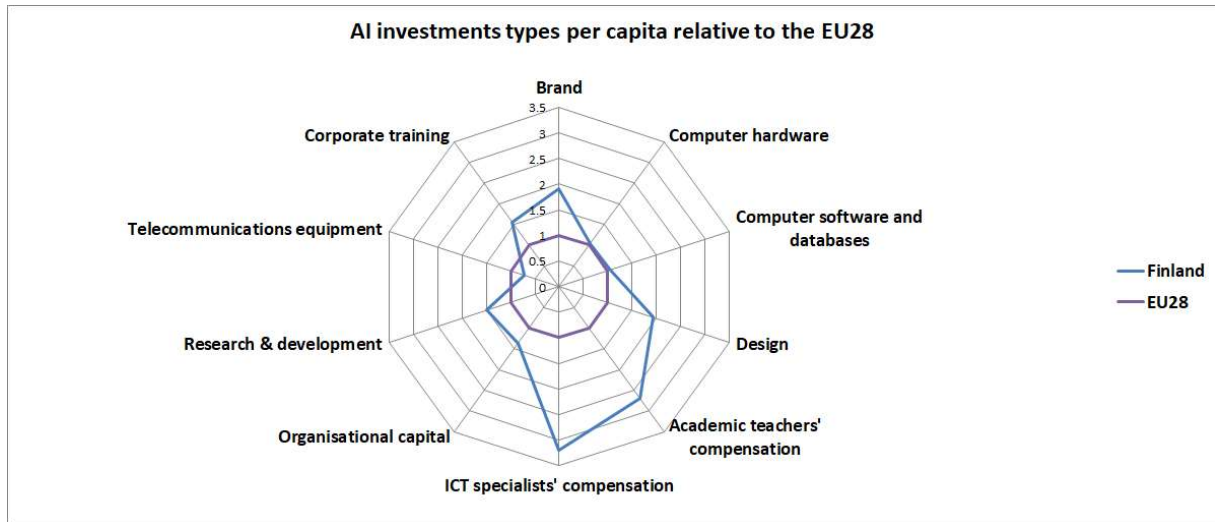 AI investments types per capita relative to the EU28
Brand
3.5
3
2.5
2
1.5
1
0.5
0
Computer hardware
Computer software and
databases
Design
Academic teachers'
compensation
ICT specialists' compensation
Organisational capital
Research & development
Telecommunications equipment
Corporate training
Finland
EU28